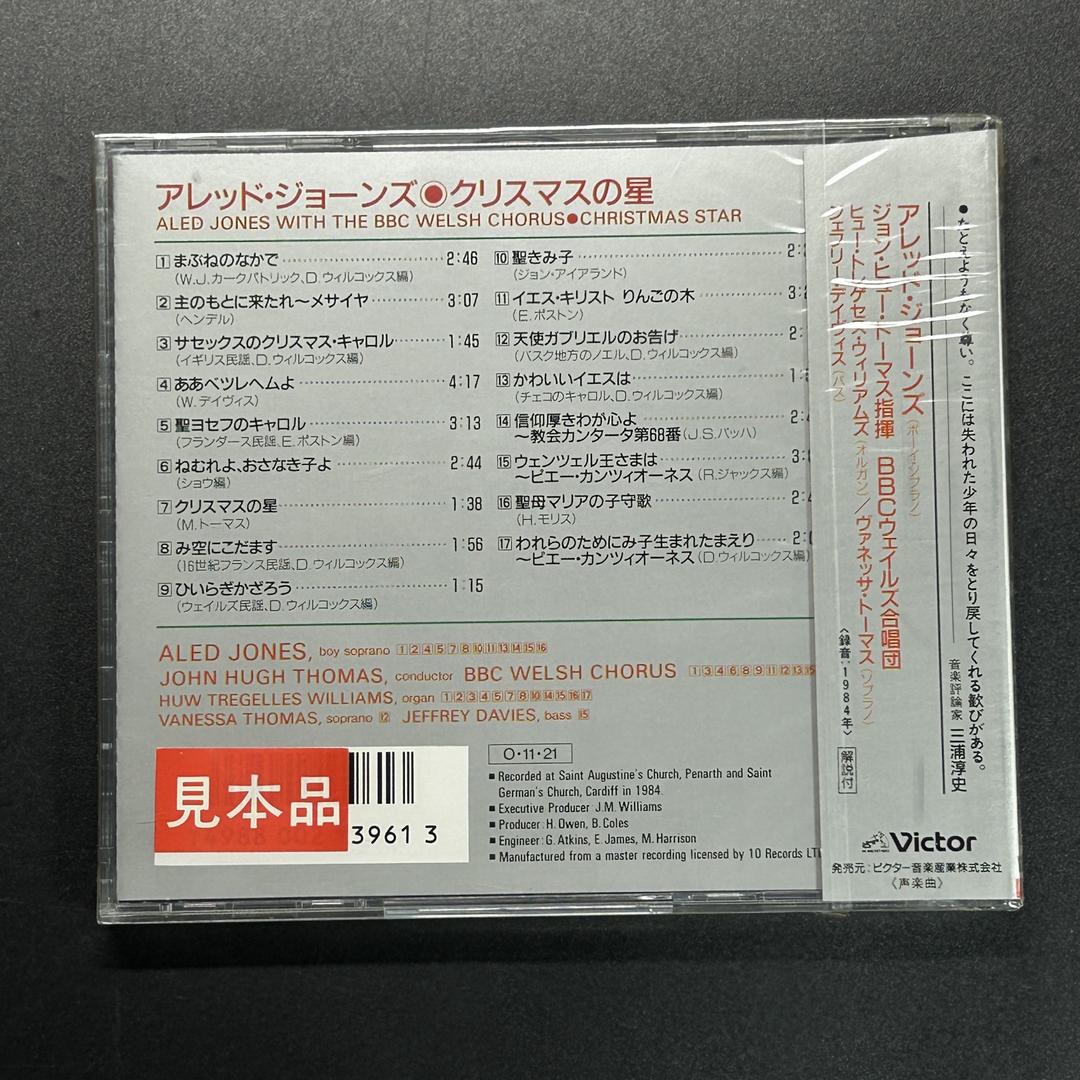 アレッド・ジョーンズ●クリスマスの星
ALED JONES WITH THE BBC WELSH CHORUS●CHRISTMAS STAR
1 まぶねのなかで 2:46
(W.J.カークパトリック、D.ウィルコックス編)
2 主のもとに来たれ〜メサイヤ 3:07
(ヘンデル)
3 サセックスのクリスマス・キャロル 1:45
(イギリス民謡、D.ウィルコックス編)
4 ああベツレヘムよ 4:17
(W.デイヴィス)
5 聖ヨセフのキャロル 3:13
(フランダース民謡、E.ポストン編)
6 ねむれよ、おさなき子よ 2:44
(ショウ編)
7 クリスマスの星 1:38
(M.トーマス)
8 み空にこだます 1:56
(16世紀フランス民謡、D.ウィルコックス編)
9 ひいらぎかざろう 1:15
(ウェイルズ民謡、D.ウィルコックス編)
10 聖きみ子
(ジョン・アイアランド)
11 イエス・キリスト りんごの木
(E.ポストン)
12 天使ガブリエルのお告げ
(バスク地方のノエル、D.ウィルコックス編)
13 かわいいイエスは
(チェコのキャロル、D.ウィルコックス編)
14 信仰厚きわが心よ
〜教会カンタータ第68番(J.S.バッハ)
15 ウェンツェル王さまは
〜ピエー・カンツィオーネス (R.ジャックス編)
16 聖母マリアの子守歌
(H.モリス)
17 われらのためにみ子生まれたまえり
〜ピエー・カンツィオーネス(D.ウィルコックス編)
ALED JONES, boy soprano 1 2 4 5 7 8 10 11 13 14 15 16
JOHN HUGH THOMAS, conductor BBC WELSH CHORUS 1 3 4 6 8 9 11 12 13 15
HUW TREGELLES WILLIAMS, organ 1 2 3 4 5 7 8 10 14 15 16 17
VANESSA THOMAS, soprano 12 JEFFREY DAVIES, bass 15
見本品
3961 3
O・11・21
■ Recorded at Saint Augustine's Church, Penarth and Saint
German's Church, Cardiff in 1984.
■ Executive Producer J.M. Williams
■ Producer: H. Owen, B. Coles
■ Engineer: G. Atkins, E. James, M. Harrison
■ Manufactured from a master recording licensed by 10 Records LT
●たとえようもなく尊い。ここには失われた少年の日々をとり戻してくれる歓びがある。
音楽評論家 三浦淳史
アレッド・ジョーンズ(ボーイ・ソプラノ)
ジョン・ヒュー・トーマス指揮 BBCウェイルズ合唱団
ヒュー・トレゲセス・ウィリアムズ(オルガン)/ヴァネッサ・トーマス(ソプラノ)
ジェフリー・デイヴィス(バス)
〈録音:1984年〉
解説付
Victor
発売元:ビクター音楽産業株式会社
《声楽曲》